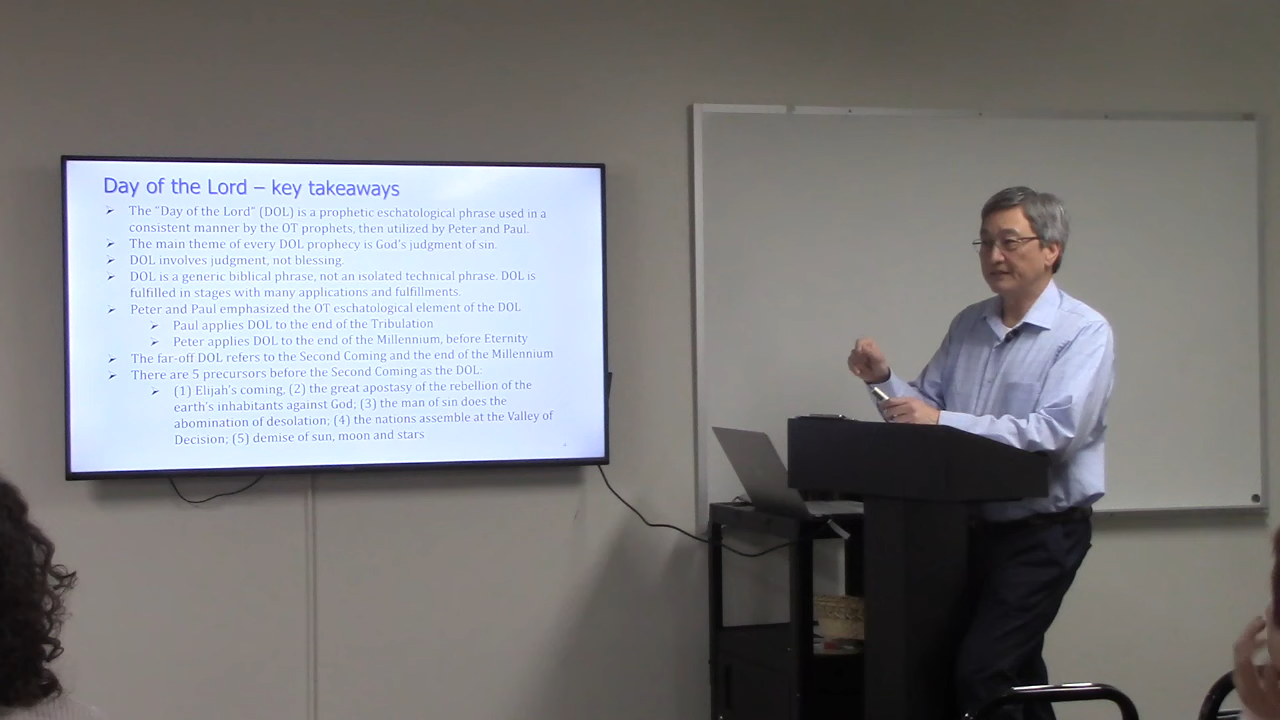 Day of the Lord – key takeaways
The "Day of the Lord" (DOL) is a prophetic eschatological phrase used in a
consistent manner by the OT prophets, then utilized by Peter and Paul.
The main theme of every DOL prophecy is God's judgment of sin.
DOL involves judgment, not blessing.
DOL is a generic biblical phrase, not an isolated technical phrase. DOL is
fulfilled in stages with many applications and fulfillments.
Peter and Paul emphasized the OT eschatological element of the DOL
Paul applies DOL to the end of the Tribulation
Peter applies DOL to the end of the Millennium, before Eternity
The far-off DOL refers to the Second Coming and the end of the Millennium
There are 5 precursors before the Second Coming as the DOL:
(1) Elijah's coming, (2) the great apostasy of the rebellion of the
earth's inhabitants against God; (3) the man of sin does the
abomination of desolation; (4) the nations assemble at the Valley of
Decision; (5) demise of sun, moon and stars